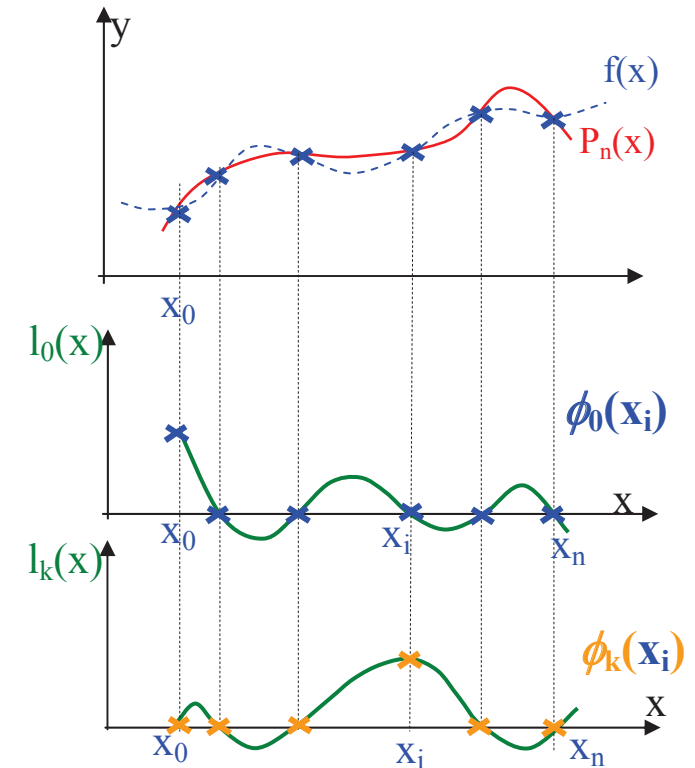 y
f(x)
Pₙ(x)
x₀
l₀(x)
ϕ₀(xᵢ)
x
x₀ xᵢ xₙ
lₖ(x)
ϕₖ(xᵢ)
x
x₀ xᵢ xₙ